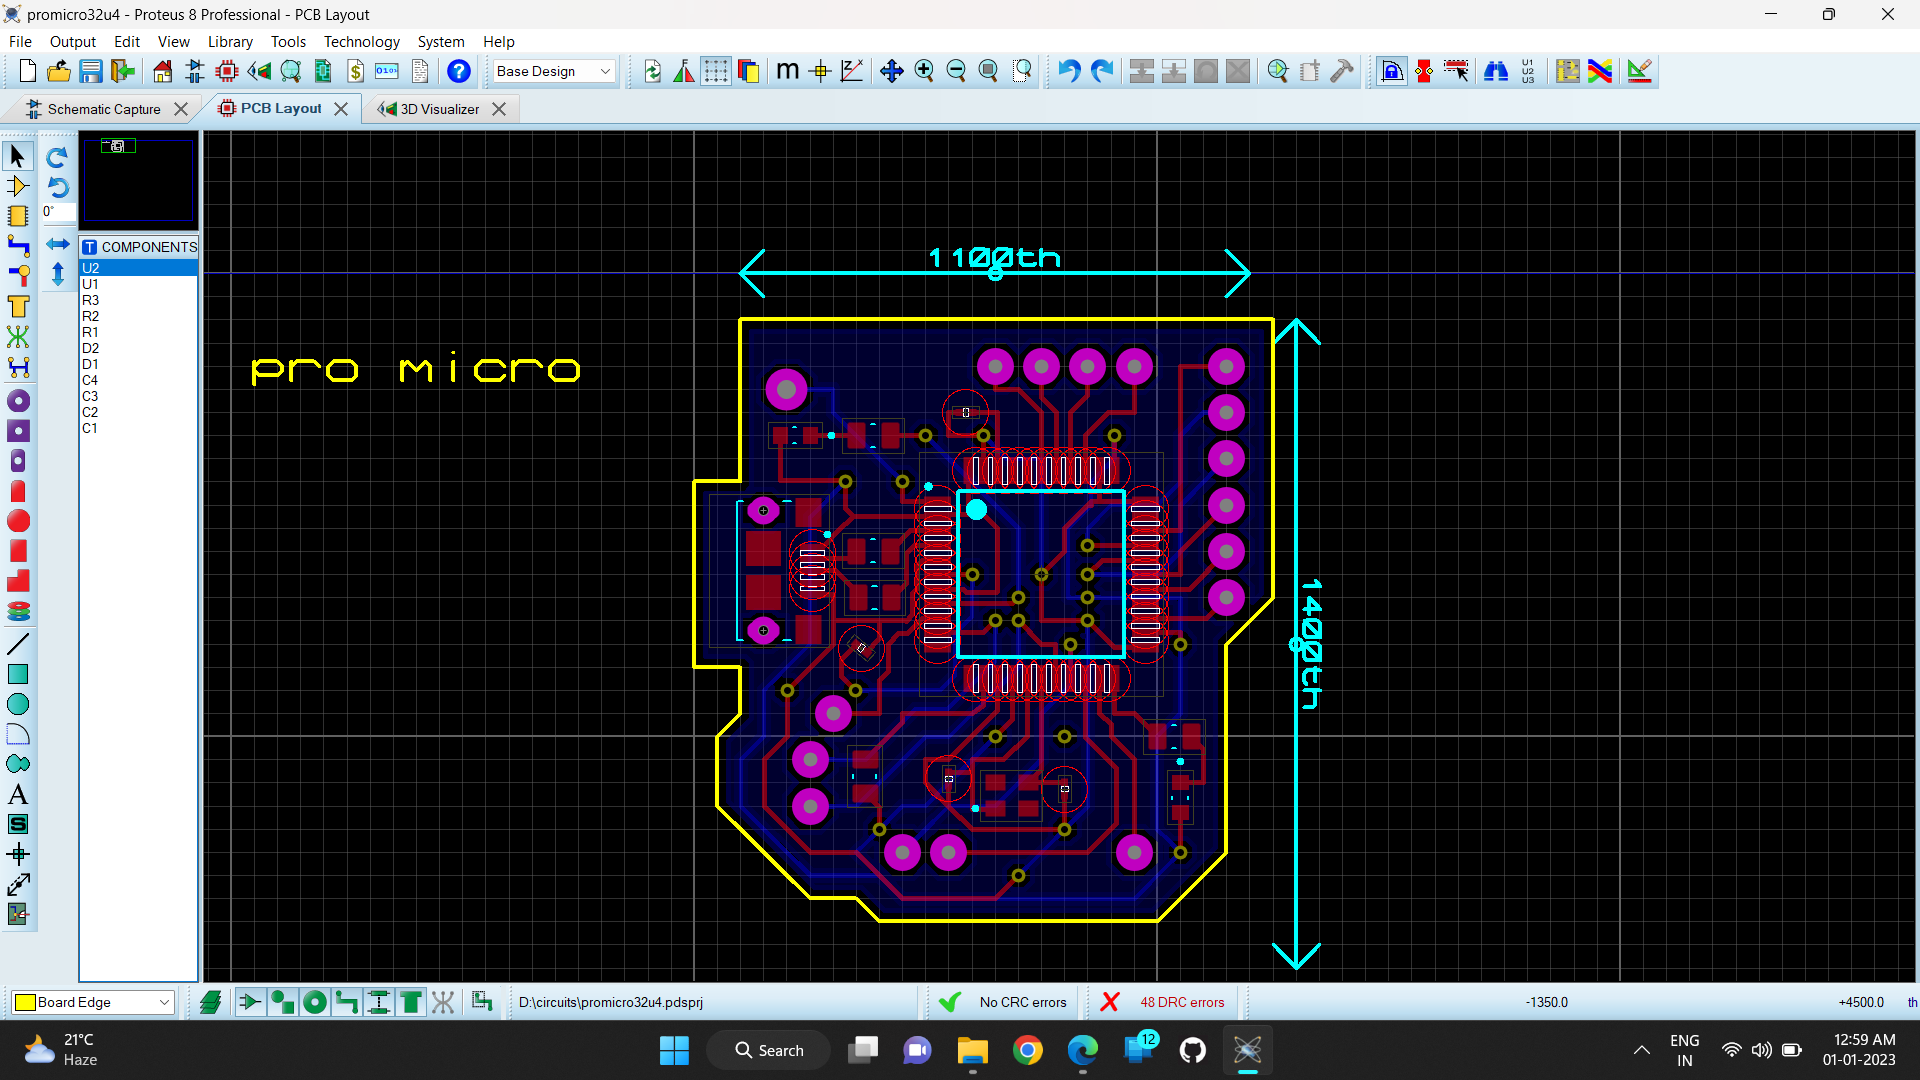 promicro32u4 - Proteus 8 Professional - PCB Layout
File Output Edit View Library Tools Technology System Help
Base Design
Schematic Capture PCB Layout 3D Visualizer
0°
T COMPONENTS
U2
U1
R3
R2
R1
D2
D1
C4
C3
C2
C1
1100th
pro micro
1400th
Board Edge D:\circuits\promicro32u4.pdsprj No CRC errors 48 DRC errors -1350.0 +4500.0 th
21°C
Haze
Search
12
ENG
IN
12:59 AM
01-01-2023